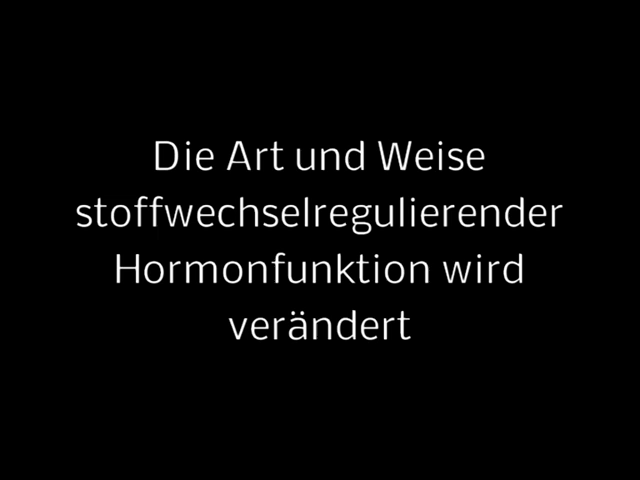 Die Art und Weise
stoffwechselregulierender
Hormonfunktion wird
verändert